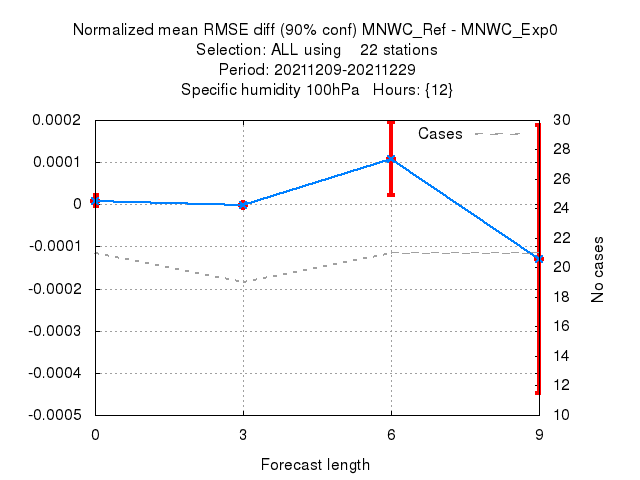 Normalized mean RMSE diff (90% conf) MNWC_Ref - MNWC_Exp0
Selection: ALL using    22 stations
Period: 20211209-20211229
Specific humidity 100hPa   Hours: {12}
Cases
0.0002
0.0001
0
-0.0001
-0.0002
-0.0003
-0.0004
-0.0005
30
28
26
24
22
20
18
16
14
12
10
No cases
0 3 6 9
Forecast length